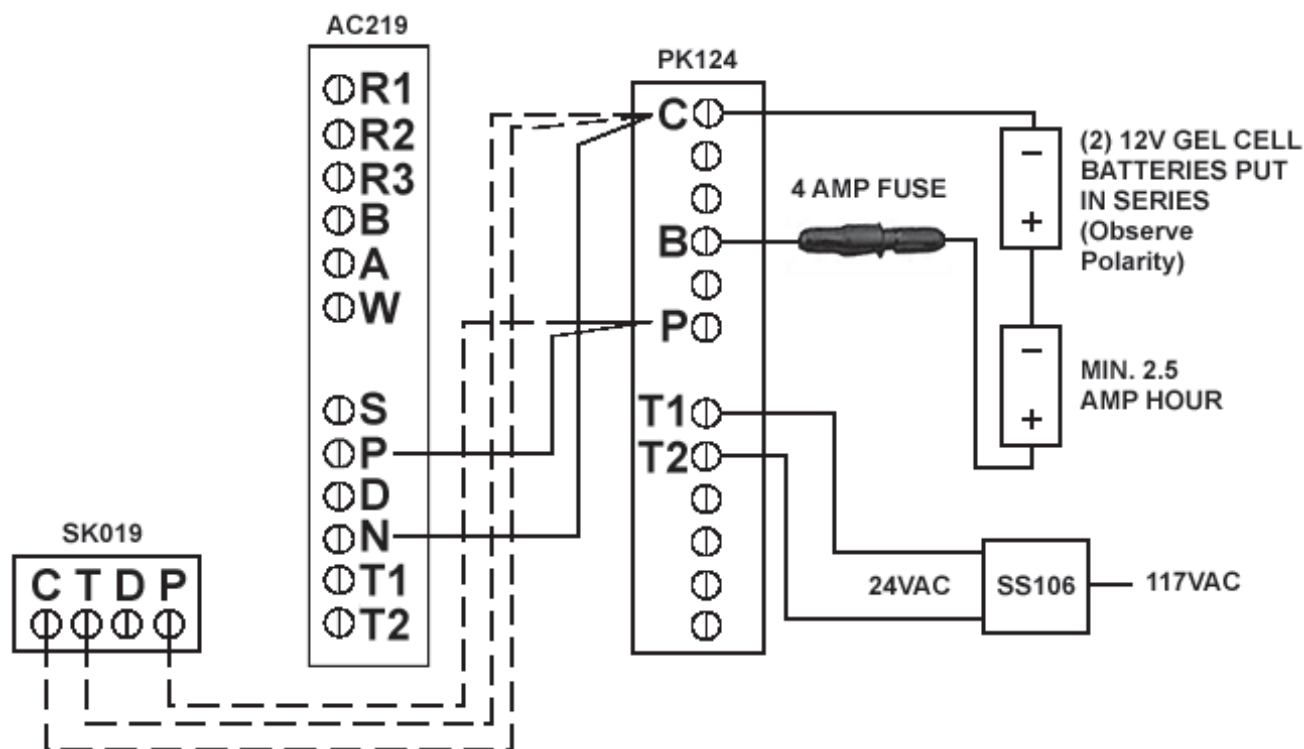 AC219
R1
R2
R3
B
A
W
S
P
D
N
T1
T2
PK124
C
B
P
T1
T2
4 AMP FUSE
−
+
(2) 12V GEL CELL
BATTERIES PUT
IN SERIES
(Observe
Polarity)
−
+
MIN. 2.5
AMP HOUR
24VAC
SS106
117VAC
SK019
C T D P